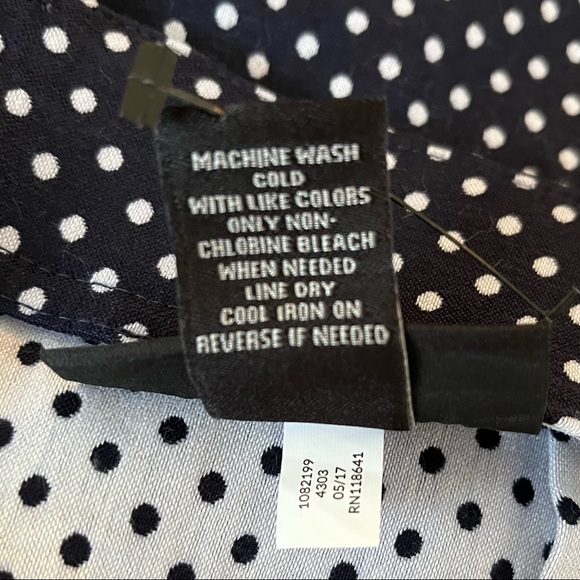 MACHINE WASH
COLD
WITH LIKE COLORS
ONLY NON-
CHLORINE BLEACH
WHEN NEEDED
LINE DRY
COOL IRON ON
REVERSE IF NEEDED
1082199
4303
05/17
RN118641